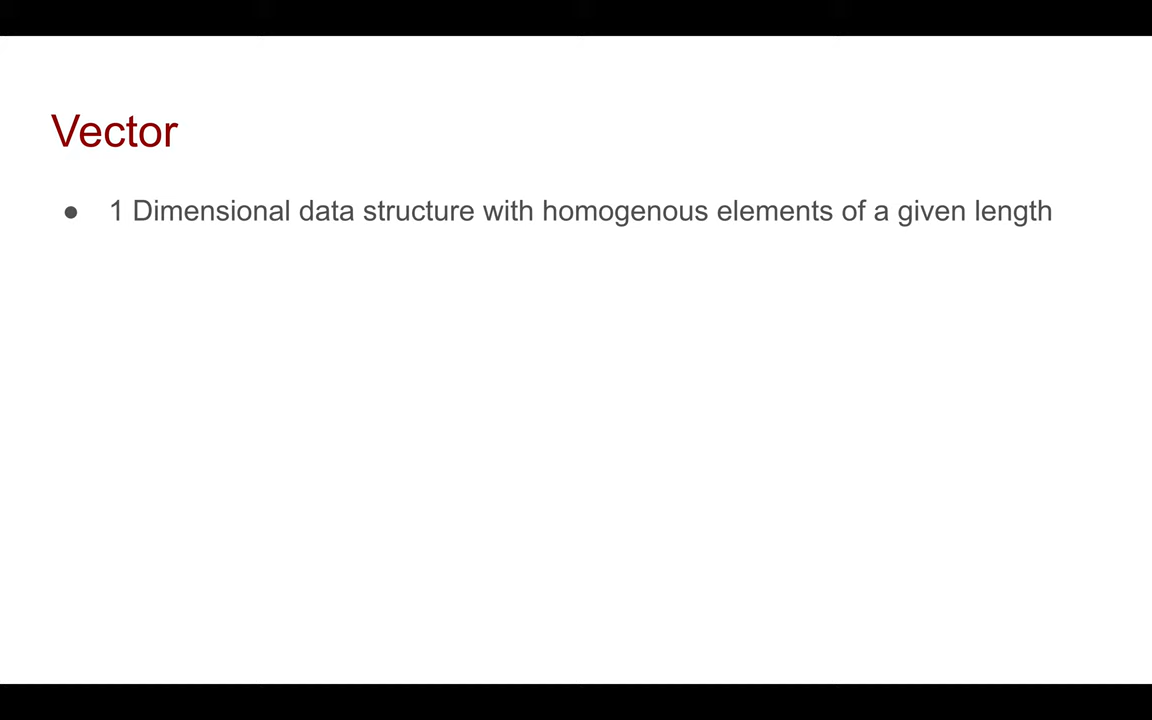 Vector
● 1 Dimensional data structure with homogenous elements of a given length